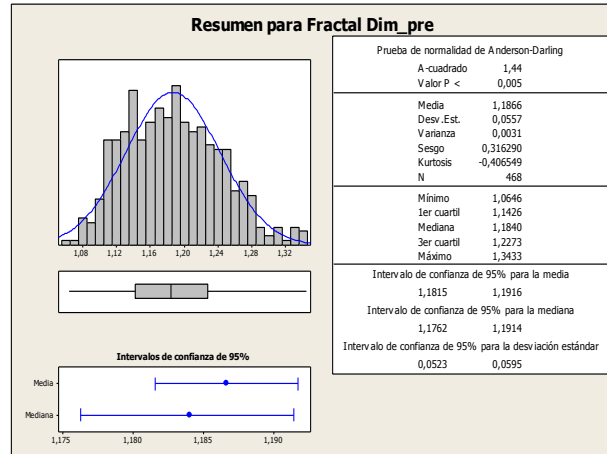 Resumen para Fractal Dim_pre
1,08 1,12 1,16 1,20 1,24 1,28 1,32
Intervalos de confianza de 95%
Media
Mediana
1,175 1,180 1,185 1,190
Prueba de normalidad de Anderson-Darling
A-cuadrado 1,44
Valor P < 0,005
Media 1,1866
Desv.Est. 0,0557
Varianza 0,0031
Sesgo 0,316290
Kurtosis -0,406549
N 468
Mínimo 1,0646
1er cuartil 1,1426
Mediana 1,1840
3er cuartil 1,2273
Máximo 1,3433
Intervalo de confianza de 95% para la media
1,1815 1,1916
Intervalo de confianza de 95% para la mediana
1,1762 1,1914
Intervalo de confianza de 95% para la desviación estándar
0,0523 0,0595